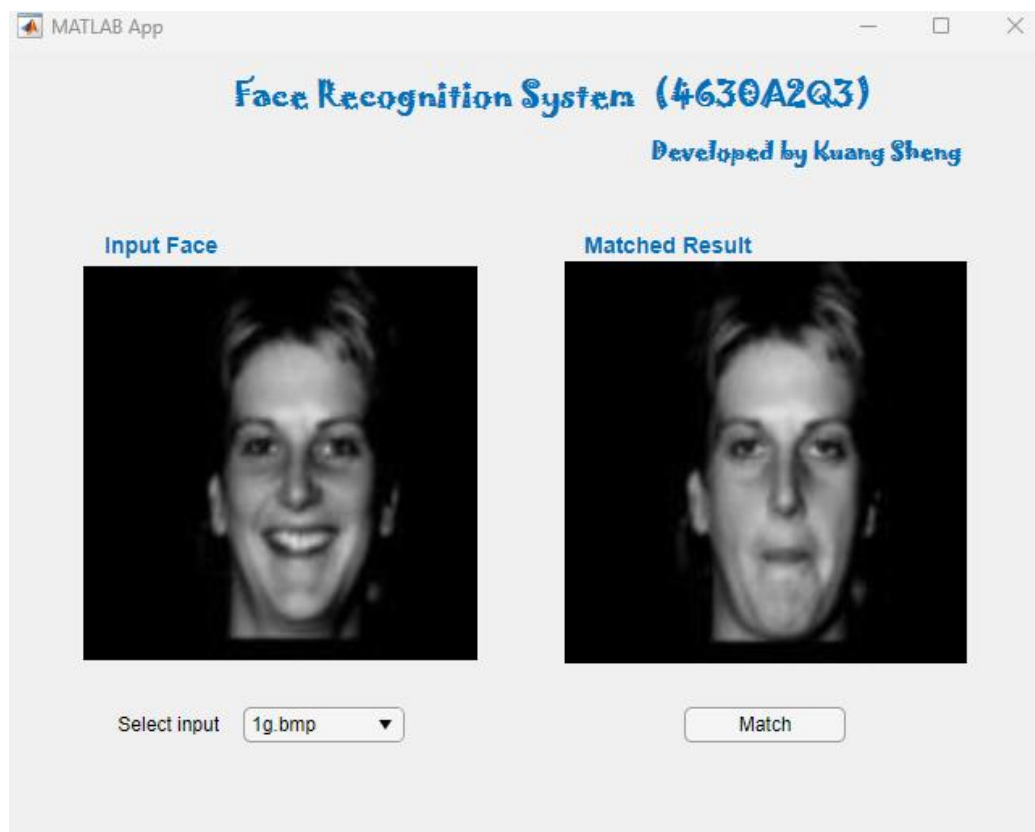 MATLAB App
Face Recognition System (4630A2Q3)
Developed by Kuang Sheng
Input Face
Matched Result
Select input
1g.bmp
Match